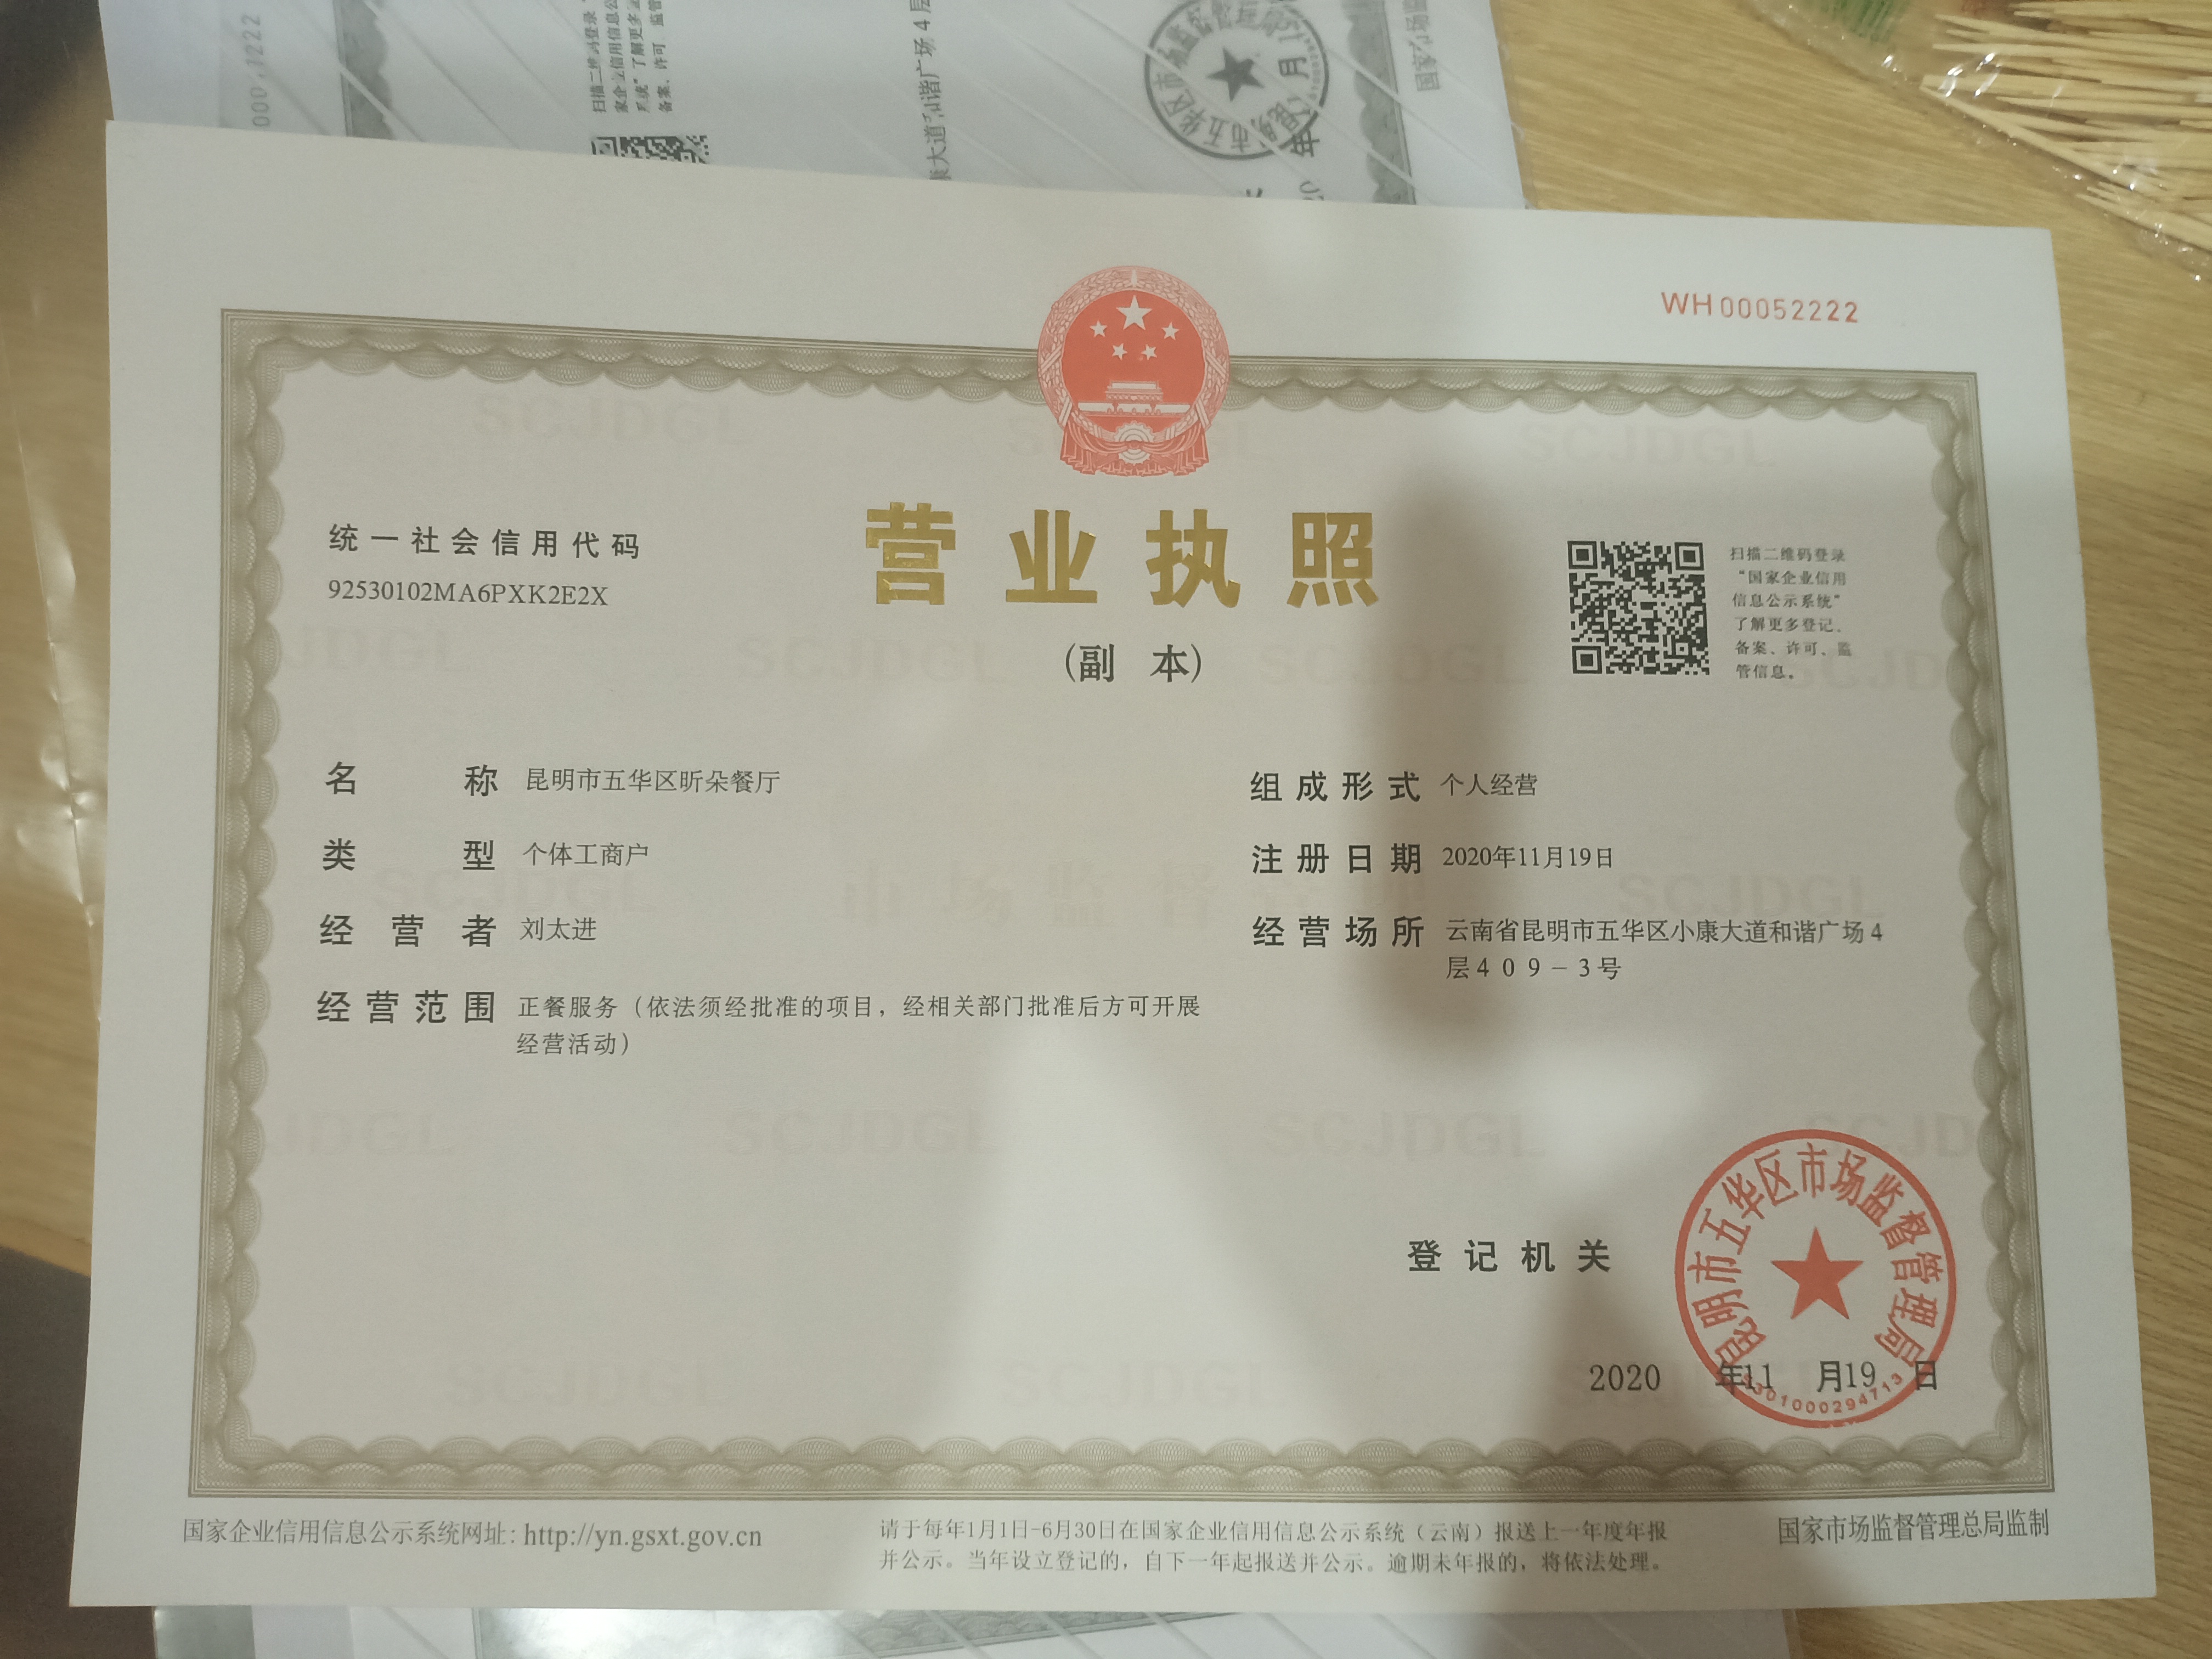 WH00052222
统一社会信用代码
92530102MA6PXK2E2X
营业执照
(副 本)
扫描二维码登录
“国家企业信用
信息公示系统”
了解更多登记、
备案、许可、监
管信息。
名 称 昆明市五华区昕朵餐厅
类 型 个体工商户
经 营 者 刘太进
经营范围 正餐服务（依法须经批准的项目，经相关部门批准后方可开展
经营活动）
组成形式 个人经营
注册日期 2020年11月19日
经营场所 云南省昆明市五华区小康大道和谐广场4
层409－3号
登记机关
昆明市五华区市场监督管理局
5301000294713
2020 年11 月19 日
国家企业信用信息公示系统网址：http://yn.gsxt.gov.cn
请于每年1月1日-6月30日在国家企业信用信息公示系统（云南）报送上一年度年报
并公示。当年设立登记的，自下一年起报送并公示。逾期未年报的，将依法处理。
国家市场监督管理总局监制
SCJDGL
市场监督管理